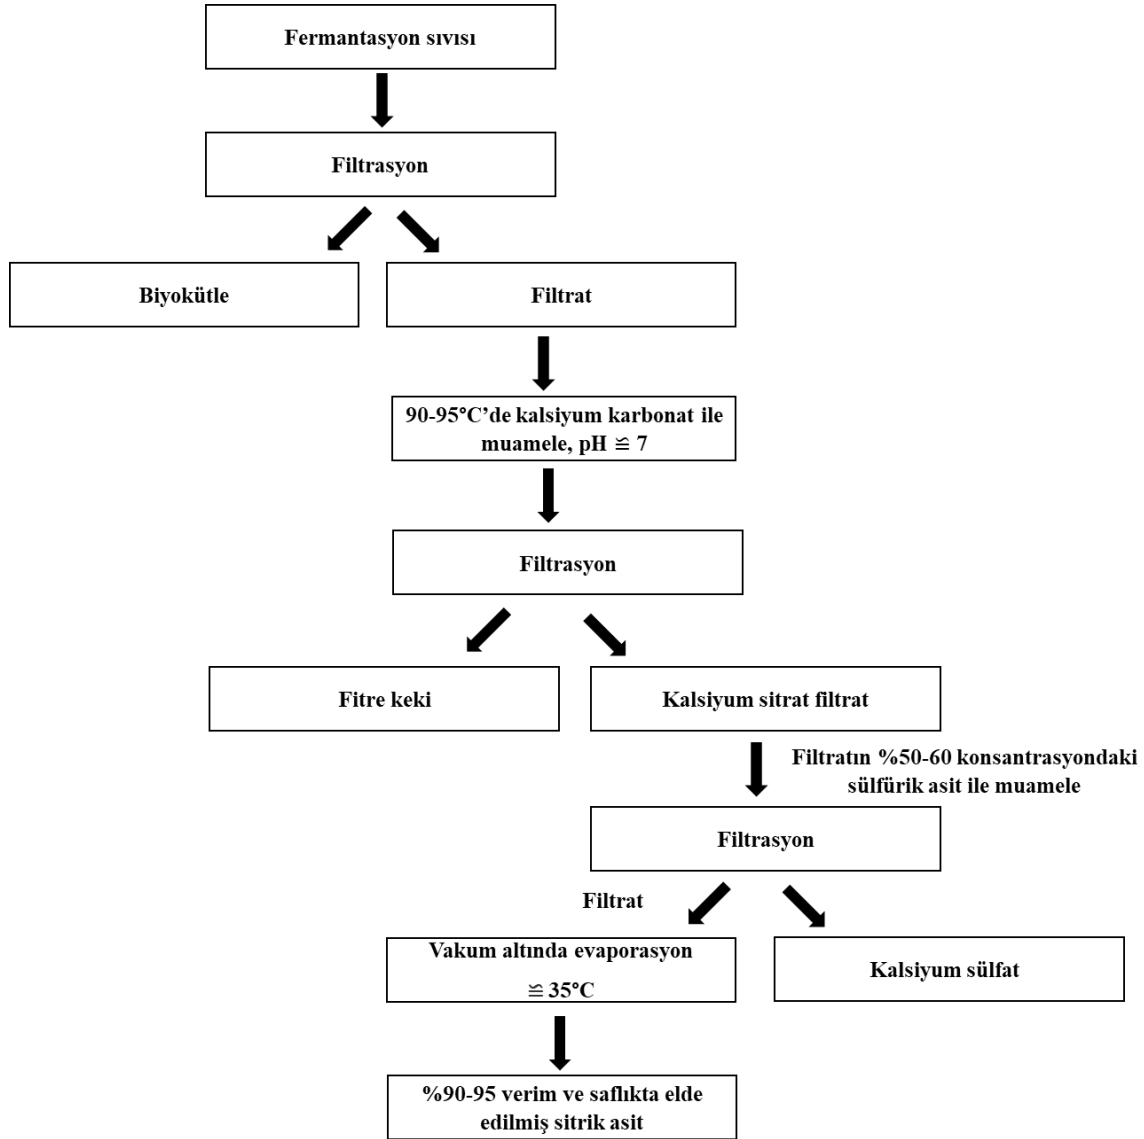 Fermantasyon sıvısı
Filtrasyon
Biyokütle
Filtrat
90-95°C’de kalsiyum karbonat ile
muamele, pH ≌ 7
Filtrasyon
Fitre keki
Kalsiyum sitrat filtrat
Filtratın %50-60 konsantrasyondaki
sülfürik asit ile muamele
Filtrasyon
Filtrat
Vakum altında evaporasyon
≌ 35°C
Kalsiyum sülfat
%90-95 verim ve saflıkta elde
edilmiş sitrik asit